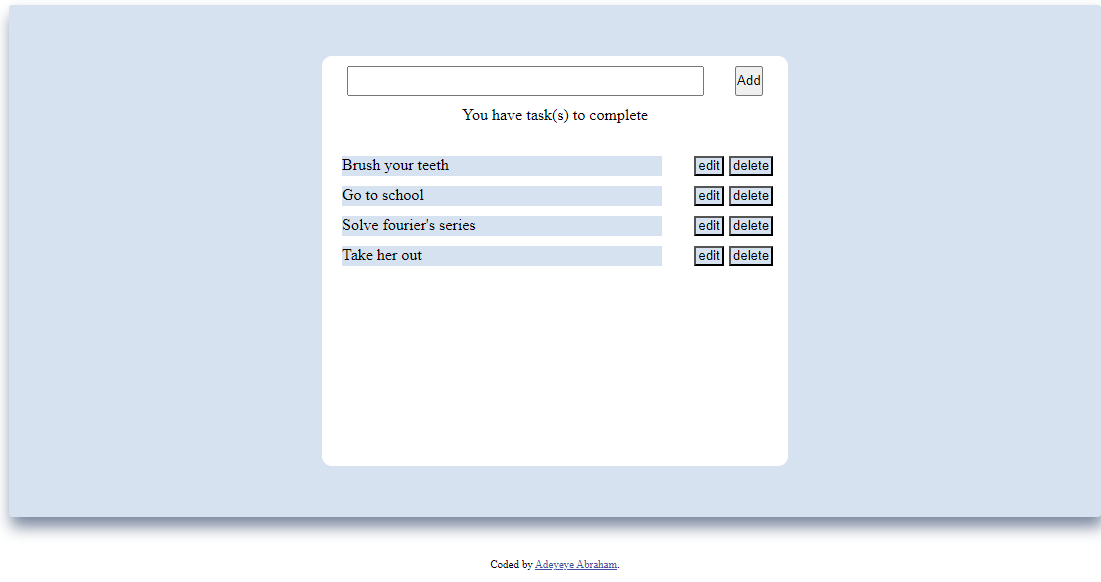 Add
You have task(s) to complete
Brush your teeth edit delete
Go to school edit delete
Solve fourier's series edit delete
Take her out edit delete
Coded by Adeyeye Abraham.